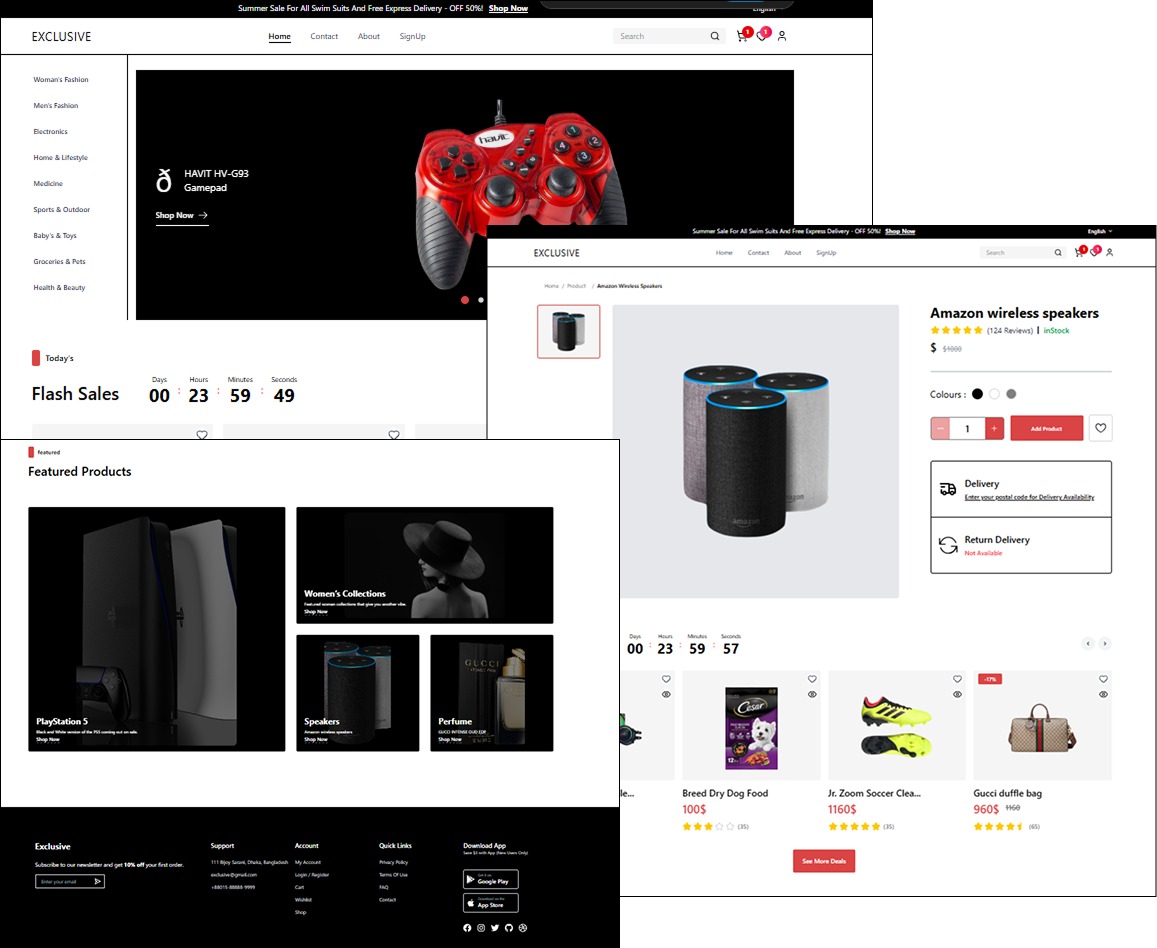 Summer Sale For All Swim Suits And Free Express Delivery - OFF 50%! Shop Now
English
EXCLUSIVE
Home
Contact
About
SignUp
Search
1
1
Woman's Fashion
Men's Fashion
Electronics
Home & Lifestyle
Medicine
Sports & Outdoor
Baby's & Toys
Groceries & Pets
Health & Beauty
ð
HAVIT HV-G93
Gamepad
Shop Now
havic
1
2
3
4
Today's
Flash Sales
Days
Hours
Minutes
Seconds
00 : 23 : 59 : 49
Summer Sale For All Swim Suits And Free Express Delivery - OFF 50%! Shop Now
English
EXCLUSIVE
Home
Contact
About
SignUp
Search
1
1
Home / Product / Amazon Wireless Speakers
amazon
Amazon wireless speakers
(124 Reviews) | inStock
$ $1000
Colours :
− 1 +
Add Product
Delivery
Enter your postal code for Delivery Availability
Return Delivery
Not Available
Days
Hours
Minutes
Seconds
00 : 23 : 59 : 57
-17%
Cesar
GUCCI
le...
Breed Dry Dog Food
100$
(35)
Jr. Zoom Soccer Clea...
1160$
(35)
Gucci duffle bag
960$ 1160
(65)
See More Deals
featured
Featured Products
PlayStation 5
Black and White version of the PS5 coming out on sale.
Shop Now
Women's Collections
Featured women collections that give you another vibe.
Shop Now
Speakers
Amazon wireless speakers
Shop Now
Perfume
GUCCI INTENSE OUD EDP
Shop Now
Exclusive
Subscribe to our newsletter and get 10% off your first order.
Enter your email
Support
111 Bijoy Sarani, Dhaka, Bangladesh
exclusive@gmail.com
+88015-88888-9999
Account
My Account
Login / Register
Cart
Wishlist
Shop
Quick Links
Privacy Policy
Terms Of Use
FAQ
Contact
Download App
Save $3 with App (New Users Only)
Get it on
Google Play
Download on the
App Store